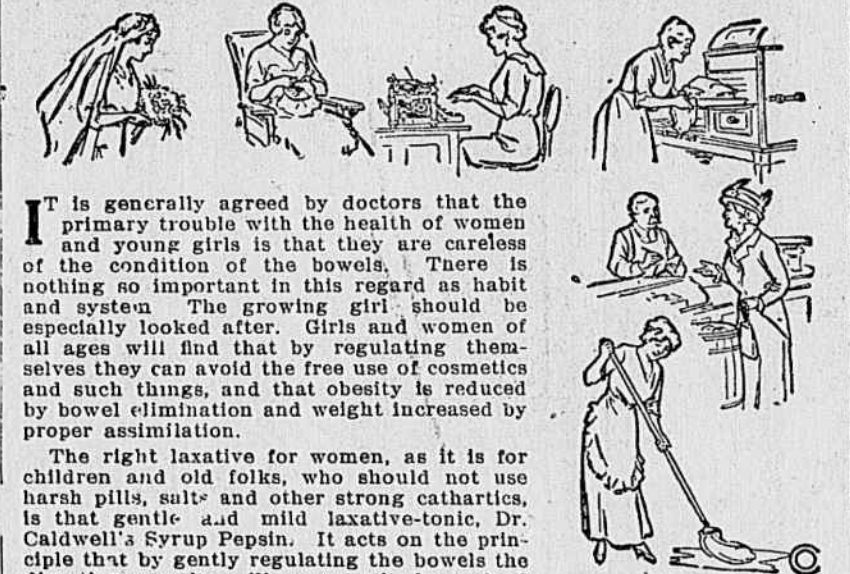 IT is generally agreed by doctors that the
primary trouble with the health of women
and young girls is that they are careless
of the condition of the bowels. There is
nothing so important in this regard as habit
and system The growing girl should be
especially looked after. Girls and women of
all ages will find that by regulating them-
selves they can avoid the free use of cosmetics
and such things, and that obesity is reduced
by bowel elimination and weight increased by
proper assimilation.
The right laxative for women, as it is for
children and old folks, who should not use
harsh pills, salts and other strong cathartics,
is that gentle and mild laxative-tonic, Dr.
Caldwell's Syrup Pepsin. It acts on the prin-
ciple that by gently regulating the bowels the